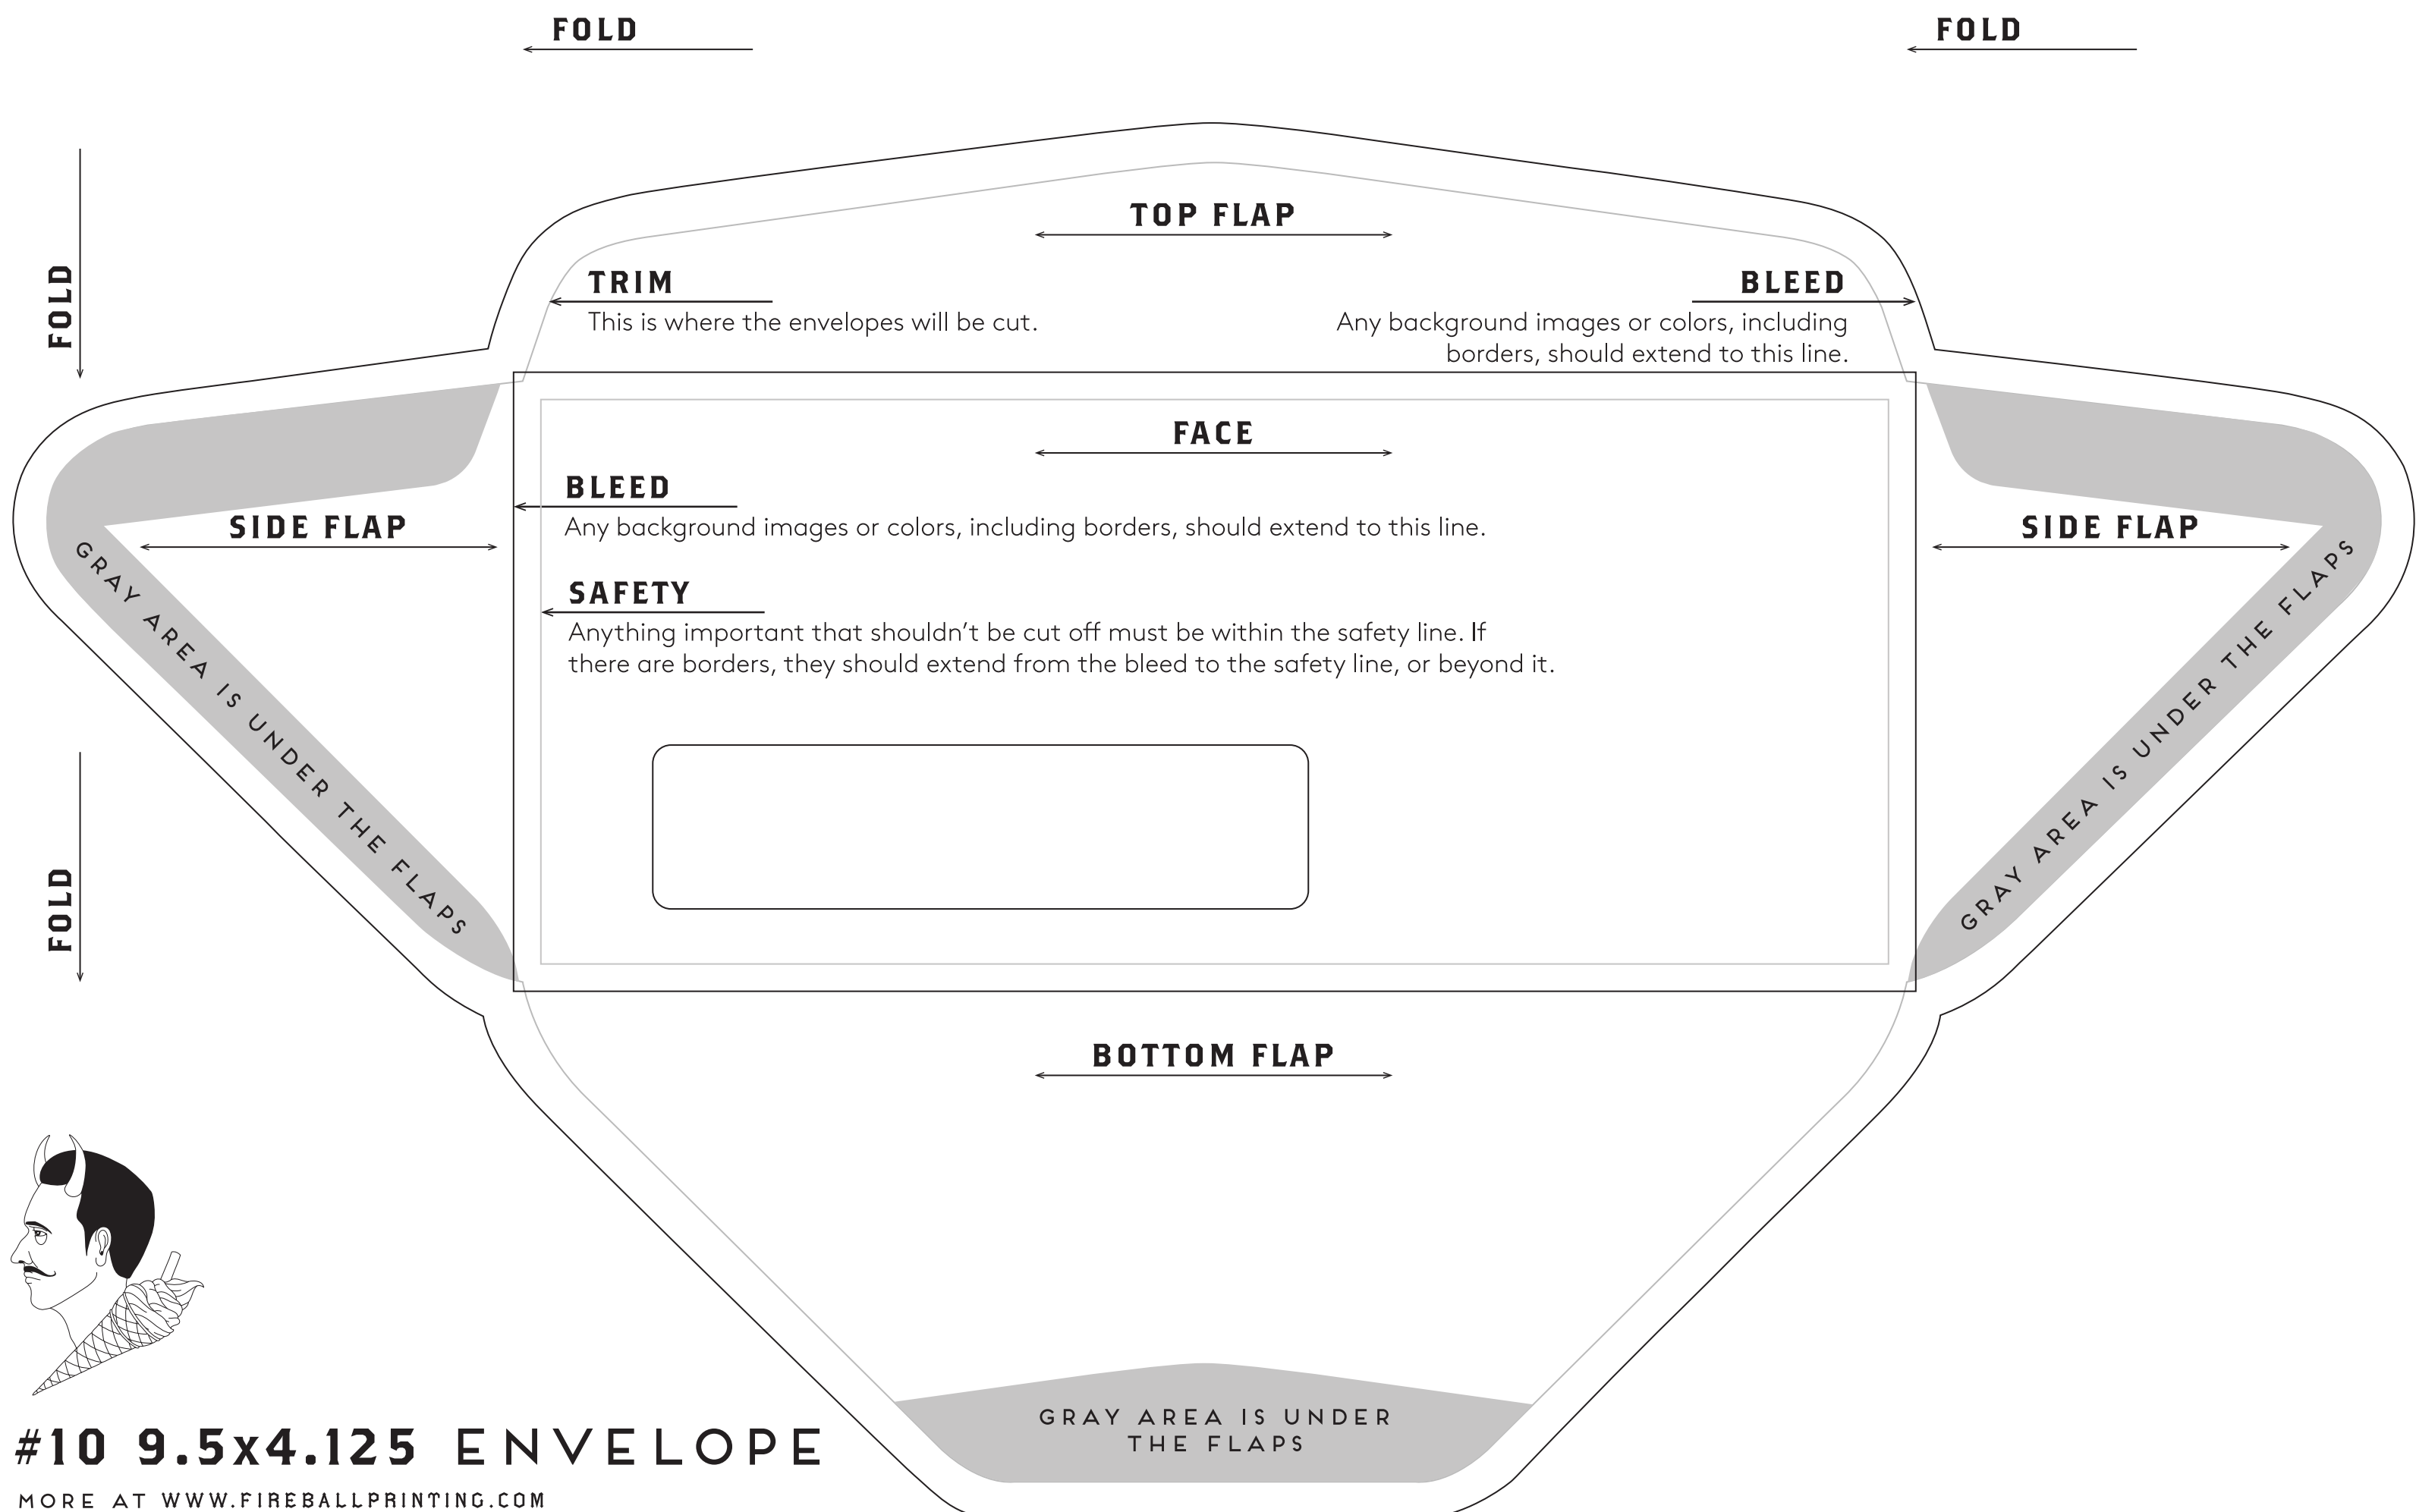 FOLD
FOLD
TOP FLAP
FOLD
TRIM
This is where the envelopes will be cut.
BLEED
Any background images or colors, including
borders, should extend to this line.
FACE
BLEED
Any background images or colors, including borders, should extend to this line.
SIDE FLAP
SIDE FLAP
GRAY AREA IS UNDER THE FLAPS
GRAY AREA IS UNDER THE FLAPS
SAFETY
Anything important that shouldn't be cut off must be within the safety line. If
there are borders, they should extend from the bleed to the safety line, or beyond it.
FOLD
BOTTOM FLAP
GRAY AREA IS UNDER
THE FLAPS
#10 9.5x4.125 ENVELOPE
MORE AT WWW.FIREBALLPRINTING.COM